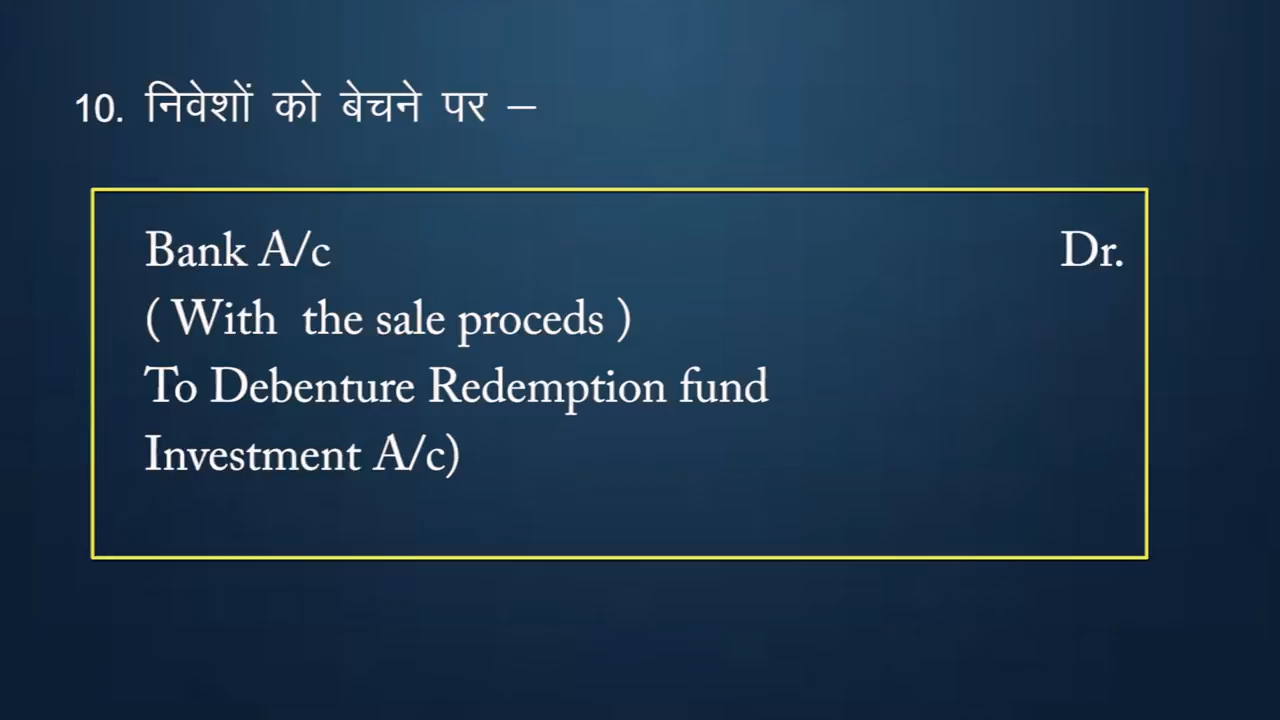 10. निवेशों को बेचने पर –
Bank A/c Dr.
( With the sale proceds )
To Debenture Redemption fund
Investment A/c)